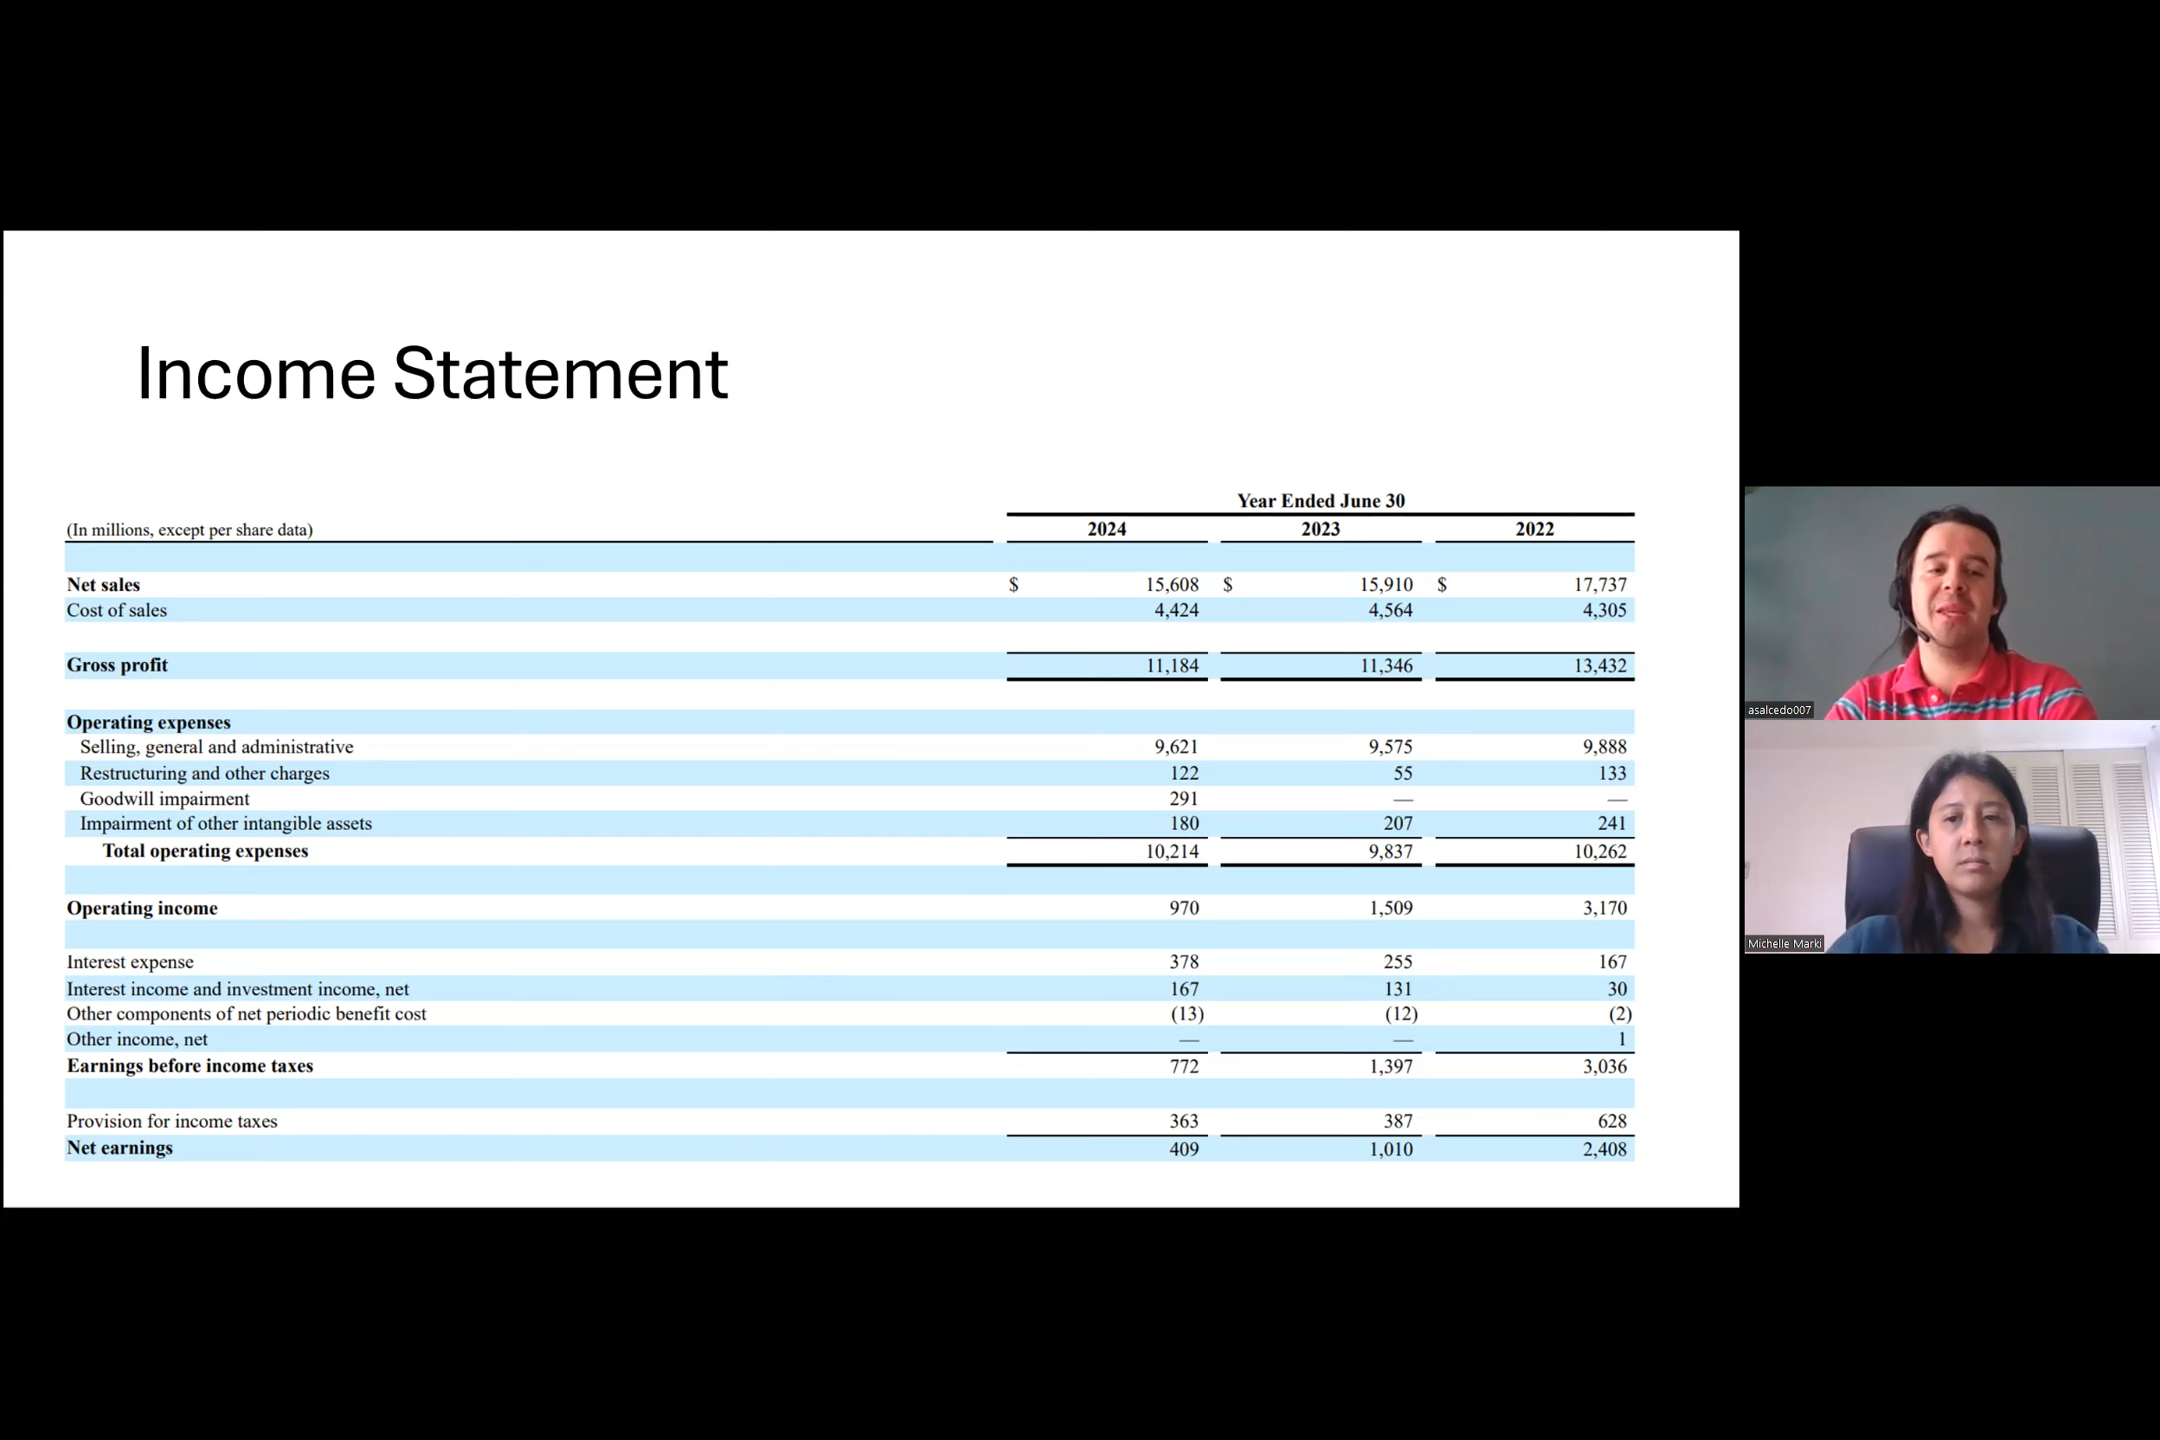 Income Statement
Year Ended June 30
(In millions, except per share data) 2024 2023 2022
Net sales $ 15,608 $ 15,910 $ 17,737
Cost of sales 4,424 4,564 4,305
Gross profit 11,184 11,346 13,432
Operating expenses
Selling, general and administrative 9,621 9,575 9,888
Restructuring and other charges 122 55 133
Goodwill impairment 291 — —
Impairment of other intangible assets 180 207 241
Total operating expenses 10,214 9,837 10,262
Operating income 970 1,509 3,170
Interest expense 378 255 167
Interest income and investment income, net 167 131 30
Other components of net periodic benefit cost (13) (12) (2)
Other income, net — — 1
Earnings before income taxes 772 1,397 3,036
Provision for income taxes 363 387 628
Net earnings 409 1,010 2,408
asalcedo007
Michelle Marki